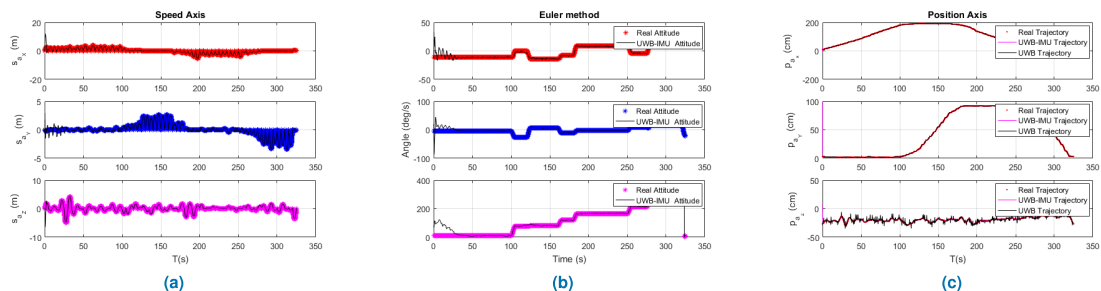 Speed Axis
20
0
-20
s_a_x (m)
0 50 100 150 200 250 300 350
5
0
-5
s_a_Y (m)
0 50 100 150 200 250 300 350
10
0
-10
s_a_z (m)
0 50 100 150 200 250 300 350
T(s)
(a)
Euler method
50
0
-50
Real Attitude
UWB-IMU Attitude
0 50 100 150 200 250 300 350
100
0
-100
Angle (deg/s)
Real Attitude
UWB-IMU Attitude
0 50 100 150 200 250 300 350
400
200
0
Real Attitude
UWB-IMU Attitude
0 50 100 150 200 250 300 350
Time (s)
(b)
Position Axis
200
0
-200
p_a_x (cm)
Real Trajectory
UWB-IMU Trajectory
UWB Trajectory
0 50 100 150 200 250 300 350
100
50
0
p_a_Y (cm)
Real Trajectory
UWB-IMU Trajectory
UWB Trajectory
0 50 100 150 200 250 300 350
50
0
-50
p_a_z (cm)
Real Trajectory
UWB-IMU Trajectory
UWB Trajectory
0 50 100 150 200 250 300 350
T(s)
(c)